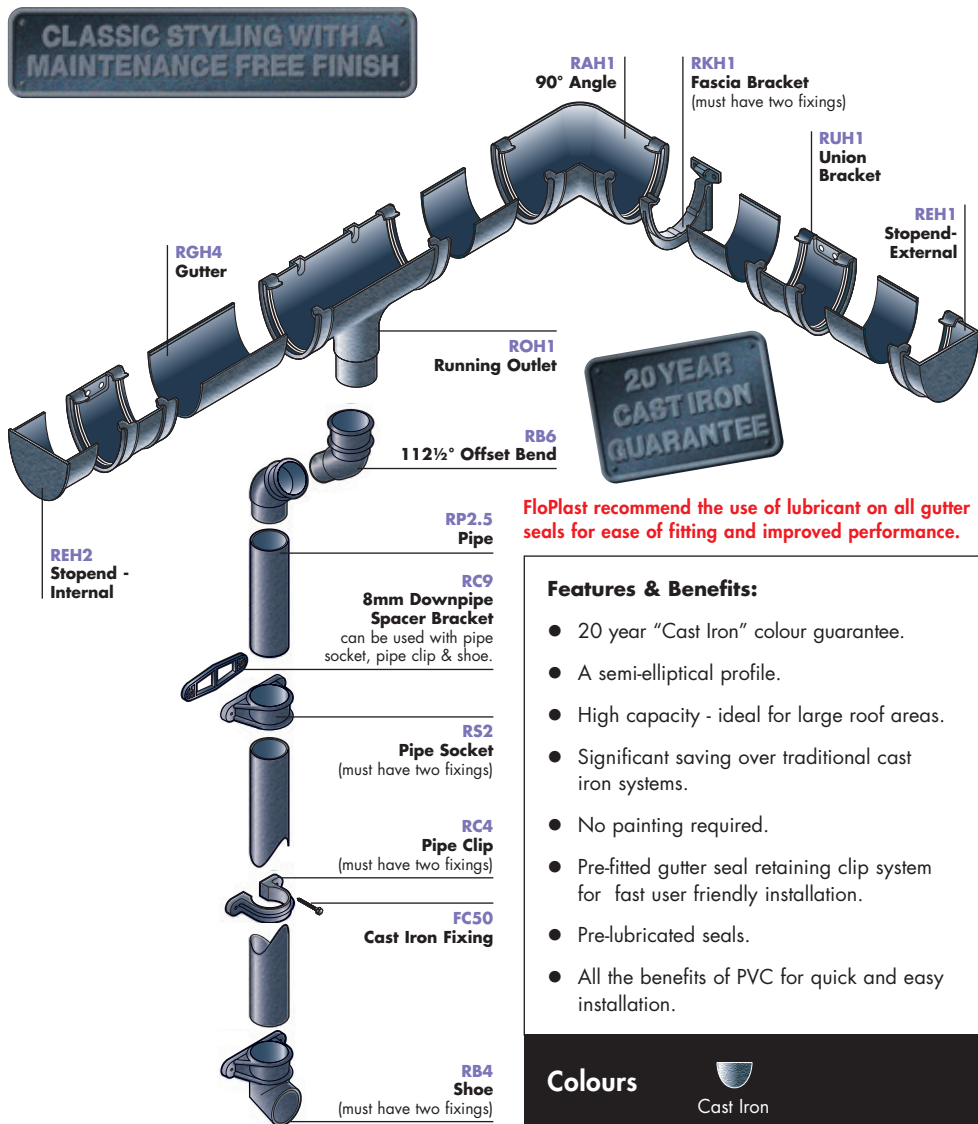 CLASSIC STYLING WITH A
MAINTENANCE FREE FINISH
RAH1
90° Angle
RKH1
Fascia Bracket
(must have two fixings)
RUH1
Union
Bracket
REH1
Stopend-
External
RGH4
Gutter
ROH1
Running Outlet
20 YEAR
CAST IRON
GUARANTEE
RB6
112½° Offset Bend
REH2
Stopend -
Internal
RP2.5
Pipe
RC9
8mm Downpipe
Spacer Bracket
can be used with pipe
socket, pipe clip & shoe.
RS2
Pipe Socket
(must have two fixings)
RC4
Pipe Clip
(must have two fixings)
FC50
Cast Iron Fixing
RB4
Shoe
(must have two fixings)
FloPlast recommend the use of lubricant on all gutter
seals for ease of fitting and improved performance.
Features & Benefits:
● 20 year “Cast Iron” colour guarantee.
● A semi-elliptical profile.
● High capacity - ideal for large roof areas.
● Significant saving over traditional cast
iron systems.
● No painting required.
● Pre-fitted gutter seal retaining clip system
for  fast user friendly installation.
● Pre-lubricated seals.
● All the benefits of PVC for quick and easy
installation.
Colours
Cast Iron